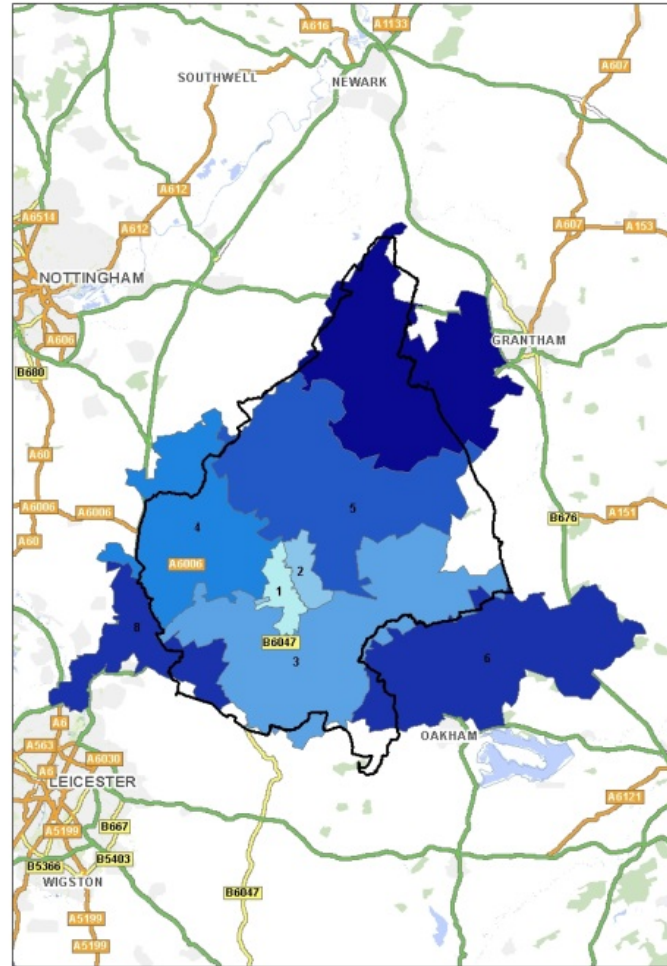 A616
A1133
A607
SOUTHWELL
NEWARK
A612
A6514
A612
A607
A153
NOTTINGHAM
A606
GRANTHAM
B680
A60
4
5
A6006
A6006
B676
A151
A60
A6006
2
1
8
B6047
3
6
A6
OAKHAM
A563
A6030
A6
LEICESTER
A6121
B667
A5199
B5366
B5403
WIGSTON
B6047
A5199
A5199